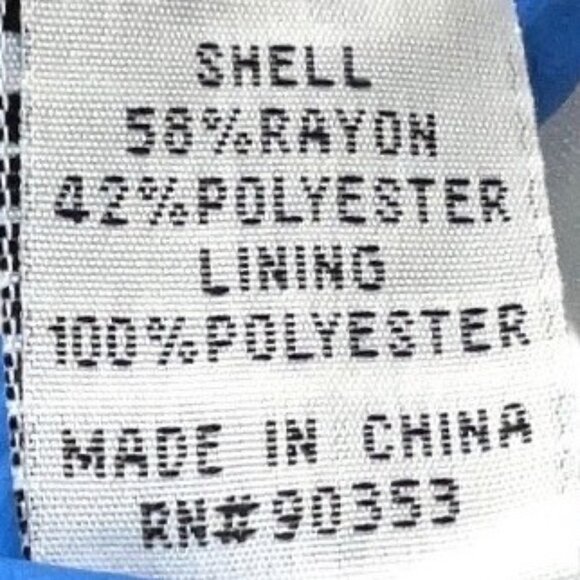 SHELL
58%RAYON
42%POLYESTER
LINING
100%POLYESTER
MADE IN CHINA
RN#90353